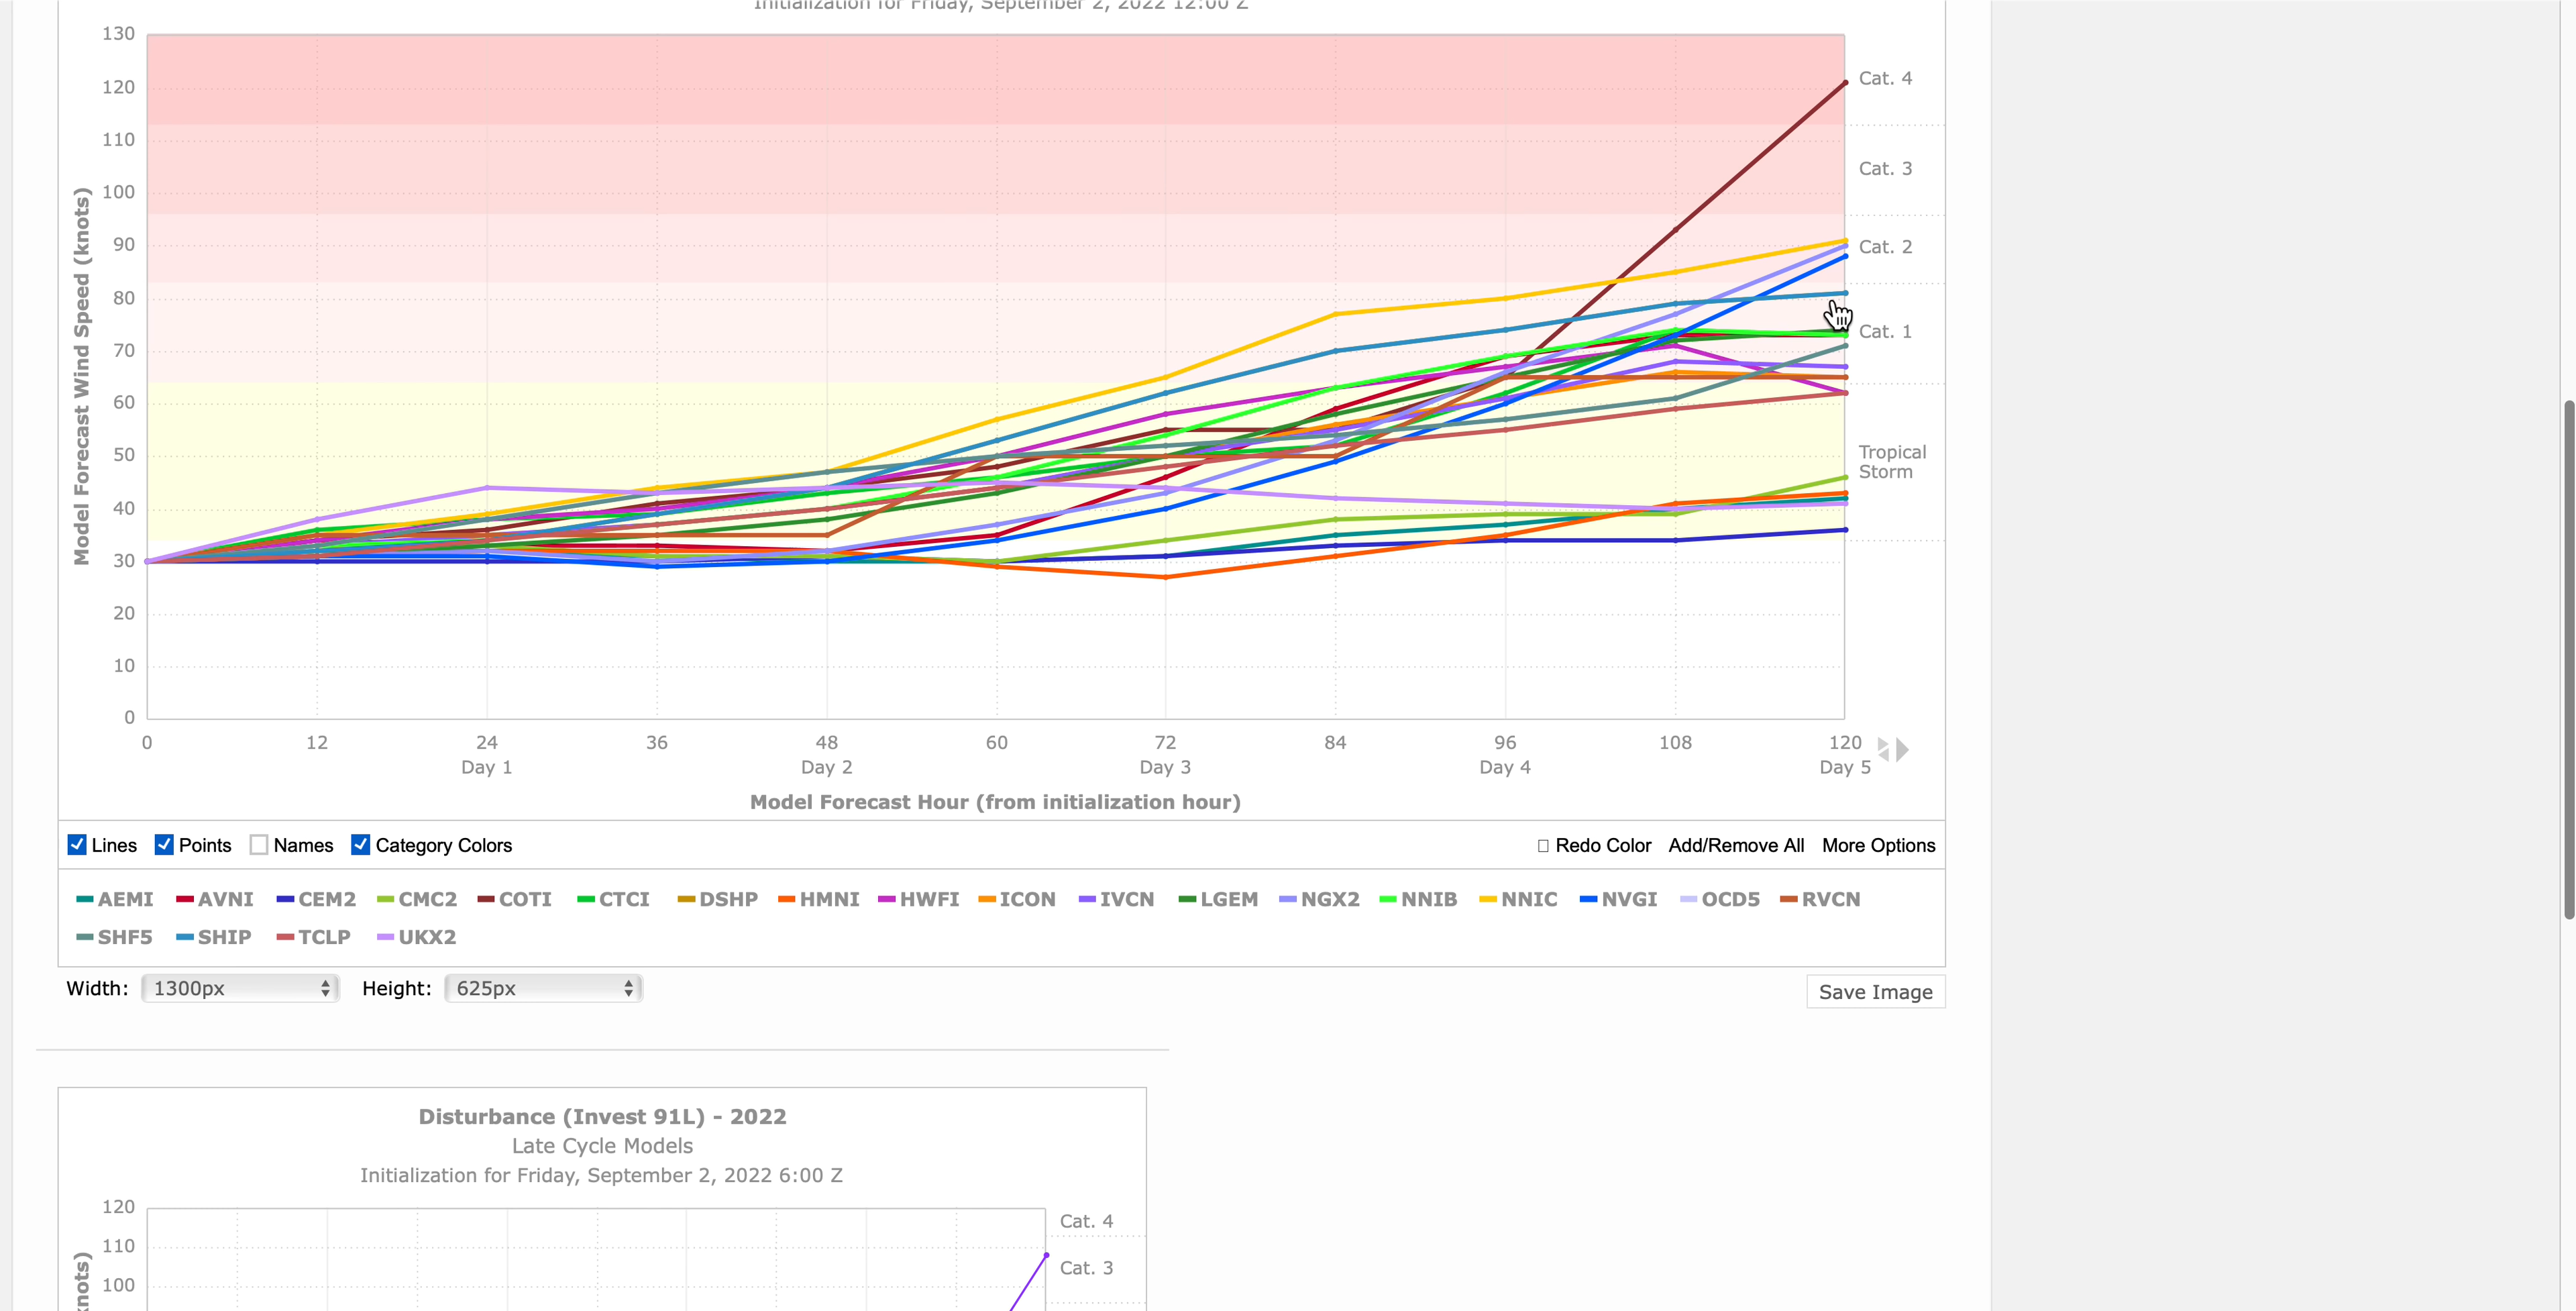 Initialization for Friday, September 2, 2022 12:00 Z
130
120
110
100
90
80
70
60
50
40
30
20
10
0
Model Forecast Wind Speed (knots)
Cat. 4
Cat. 3
Cat. 2
Cat. 1
Tropical
Storm
0 12 24 36 48 60 72 84 96 108 120
Day 1 Day 2 Day 3 Day 4 Day 5
Model Forecast Hour (from initialization hour)
Lines Points Names Category Colors Redo Color Add/Remove All More Options
AEMI AVNI CEM2 CMC2 COTI CTCI DSHP HMNI HWFI ICON IVCN LGEM NGX2 NNIB NNIC NVGI OCD5 RVCN
SHF5 SHIP TCLP UKX2
Width: 1300px Height: 625px Save Image
Disturbance (Invest 91L) - 2022
Late Cycle Models
Initialization for Friday, September 2, 2022 6:00 Z
120
110
100
knots)
Cat. 4
Cat. 3